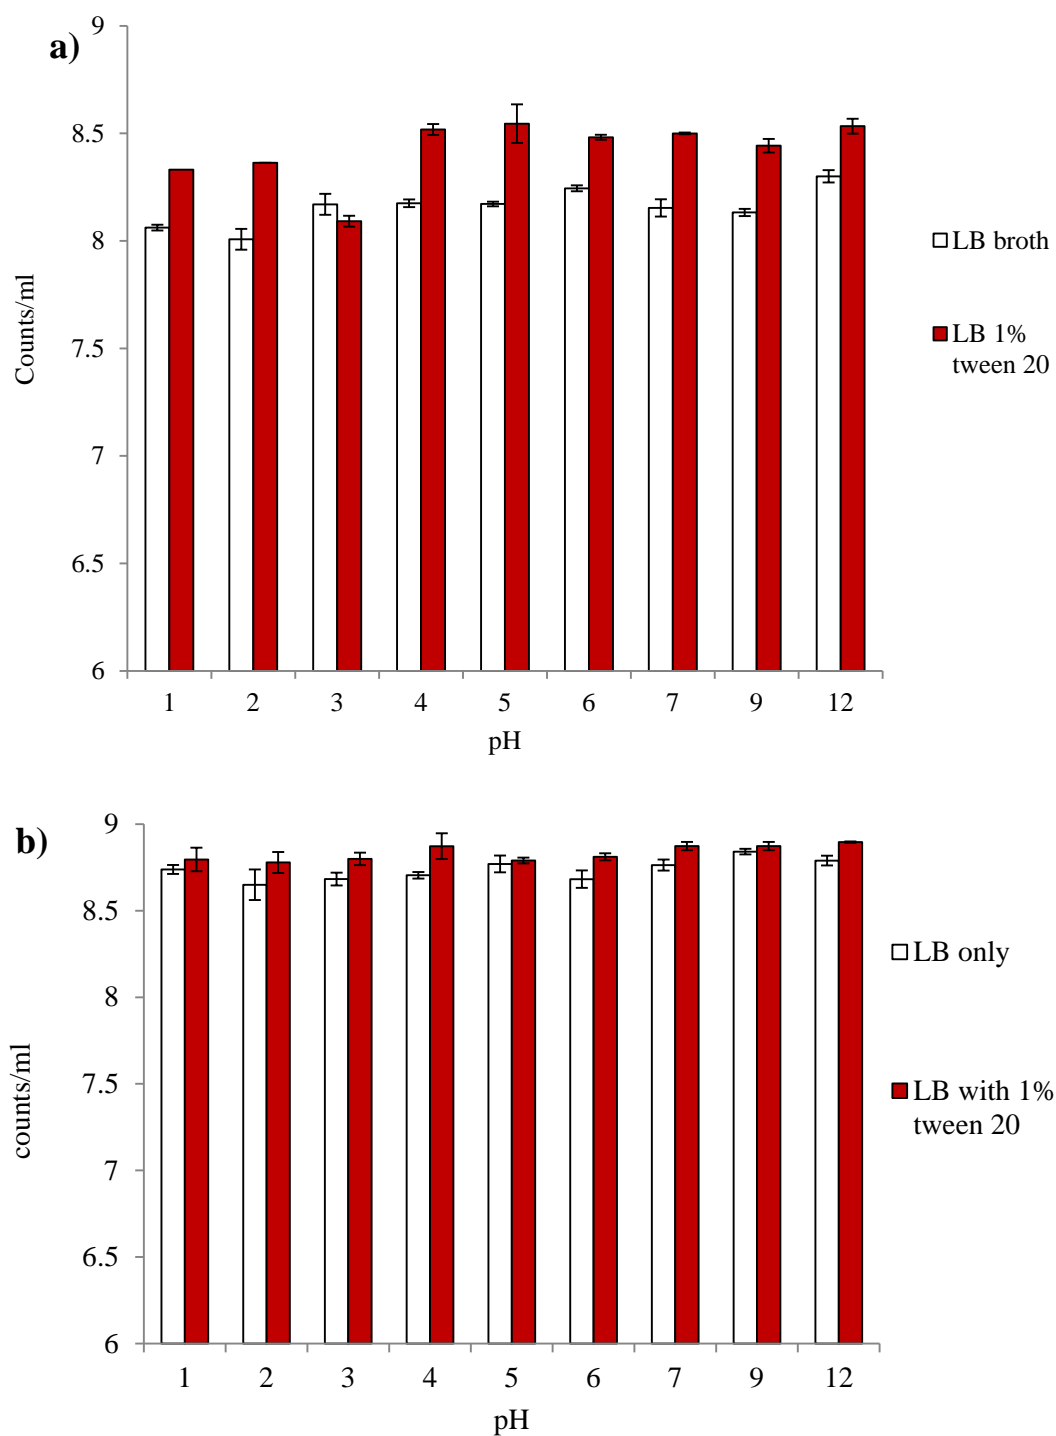 a)
9
8.5
8
7.5
7
6.5
6
Counts/ml
1 2 3 4 5 6 7 9 12
pH
LB broth
LB 1%
tween 20
b)
9
8.5
8
7.5
7
6.5
6
counts/ml
1 2 3 4 5 6 7 9 12
pH
LB only
LB with 1%
tween 20